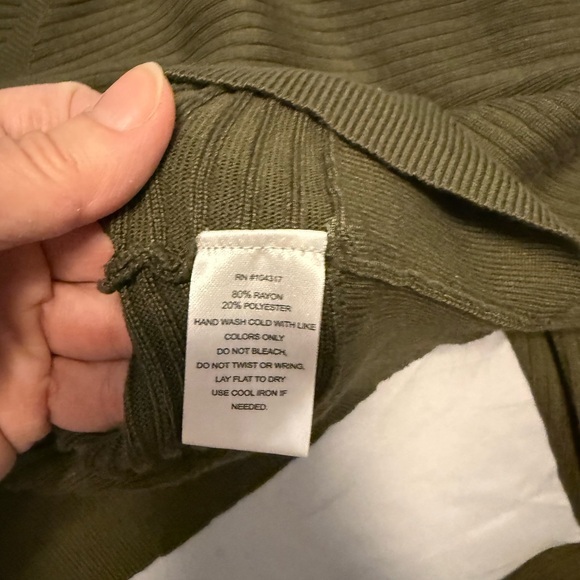 RN #104317
80% RAYON
20% POLYESTER
HAND WASH COLD WITH LIKE
COLORS ONLY
DO NOT BLEACH,
DO NOT TWIST OR WRING,
LAY FLAT TO DRY
USE COOL IRON IF
NEEDED.